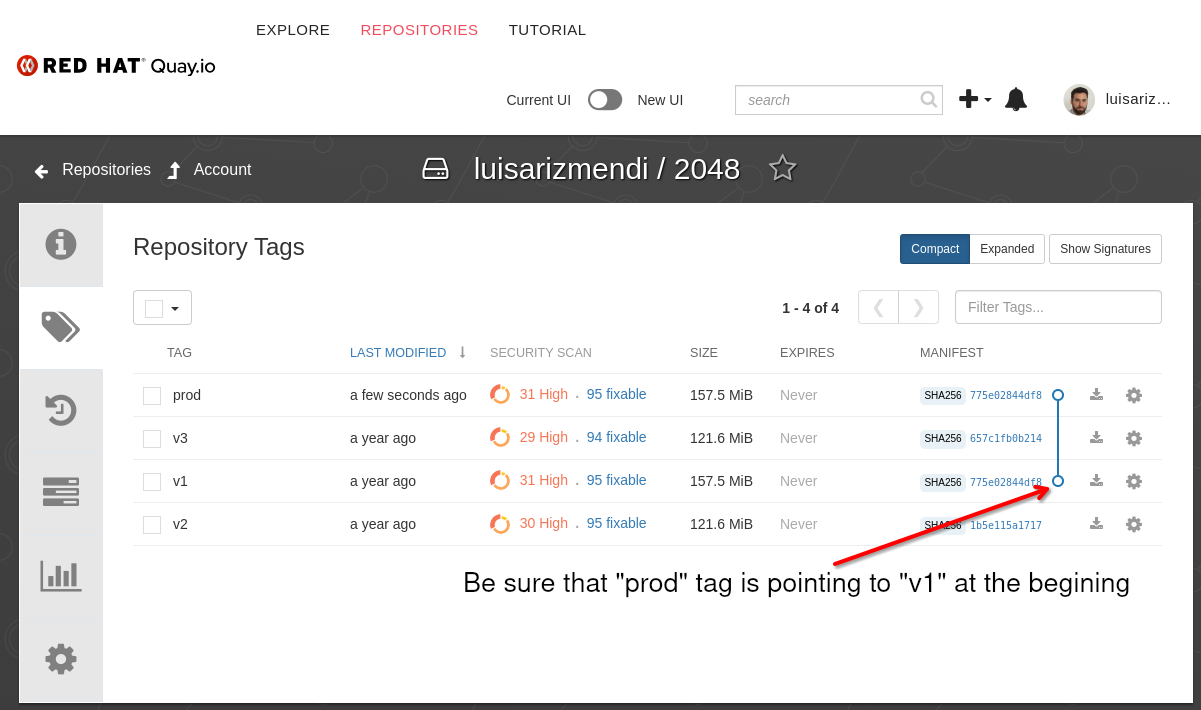 EXPLORE REPOSITORIES TUTORIAL
RED HAT® Quay.io
Current UI New UI search luisariz...
Repositories Account luisarizmendi / 2048
Repository Tags Compact Expanded Show Signatures
1 - 4 of 4 Filter Tags...
TAG LAST MODIFIED SECURITY SCAN SIZE EXPIRES MANIFEST
prod a few seconds ago 31 High . 95 fixable 157.5 MiB Never SHA256 775e02844df8
v3 a year ago 29 High . 94 fixable 121.6 MiB Never SHA256 657c1fb0b214
v1 a year ago 31 High . 95 fixable 157.5 MiB Never SHA256 775e02844df8
v2 a year ago 30 High . 95 fixable 121.6 MiB Never SHA256 1b5e115a1717
Be sure that "prod" tag is pointing to "v1" at the begining